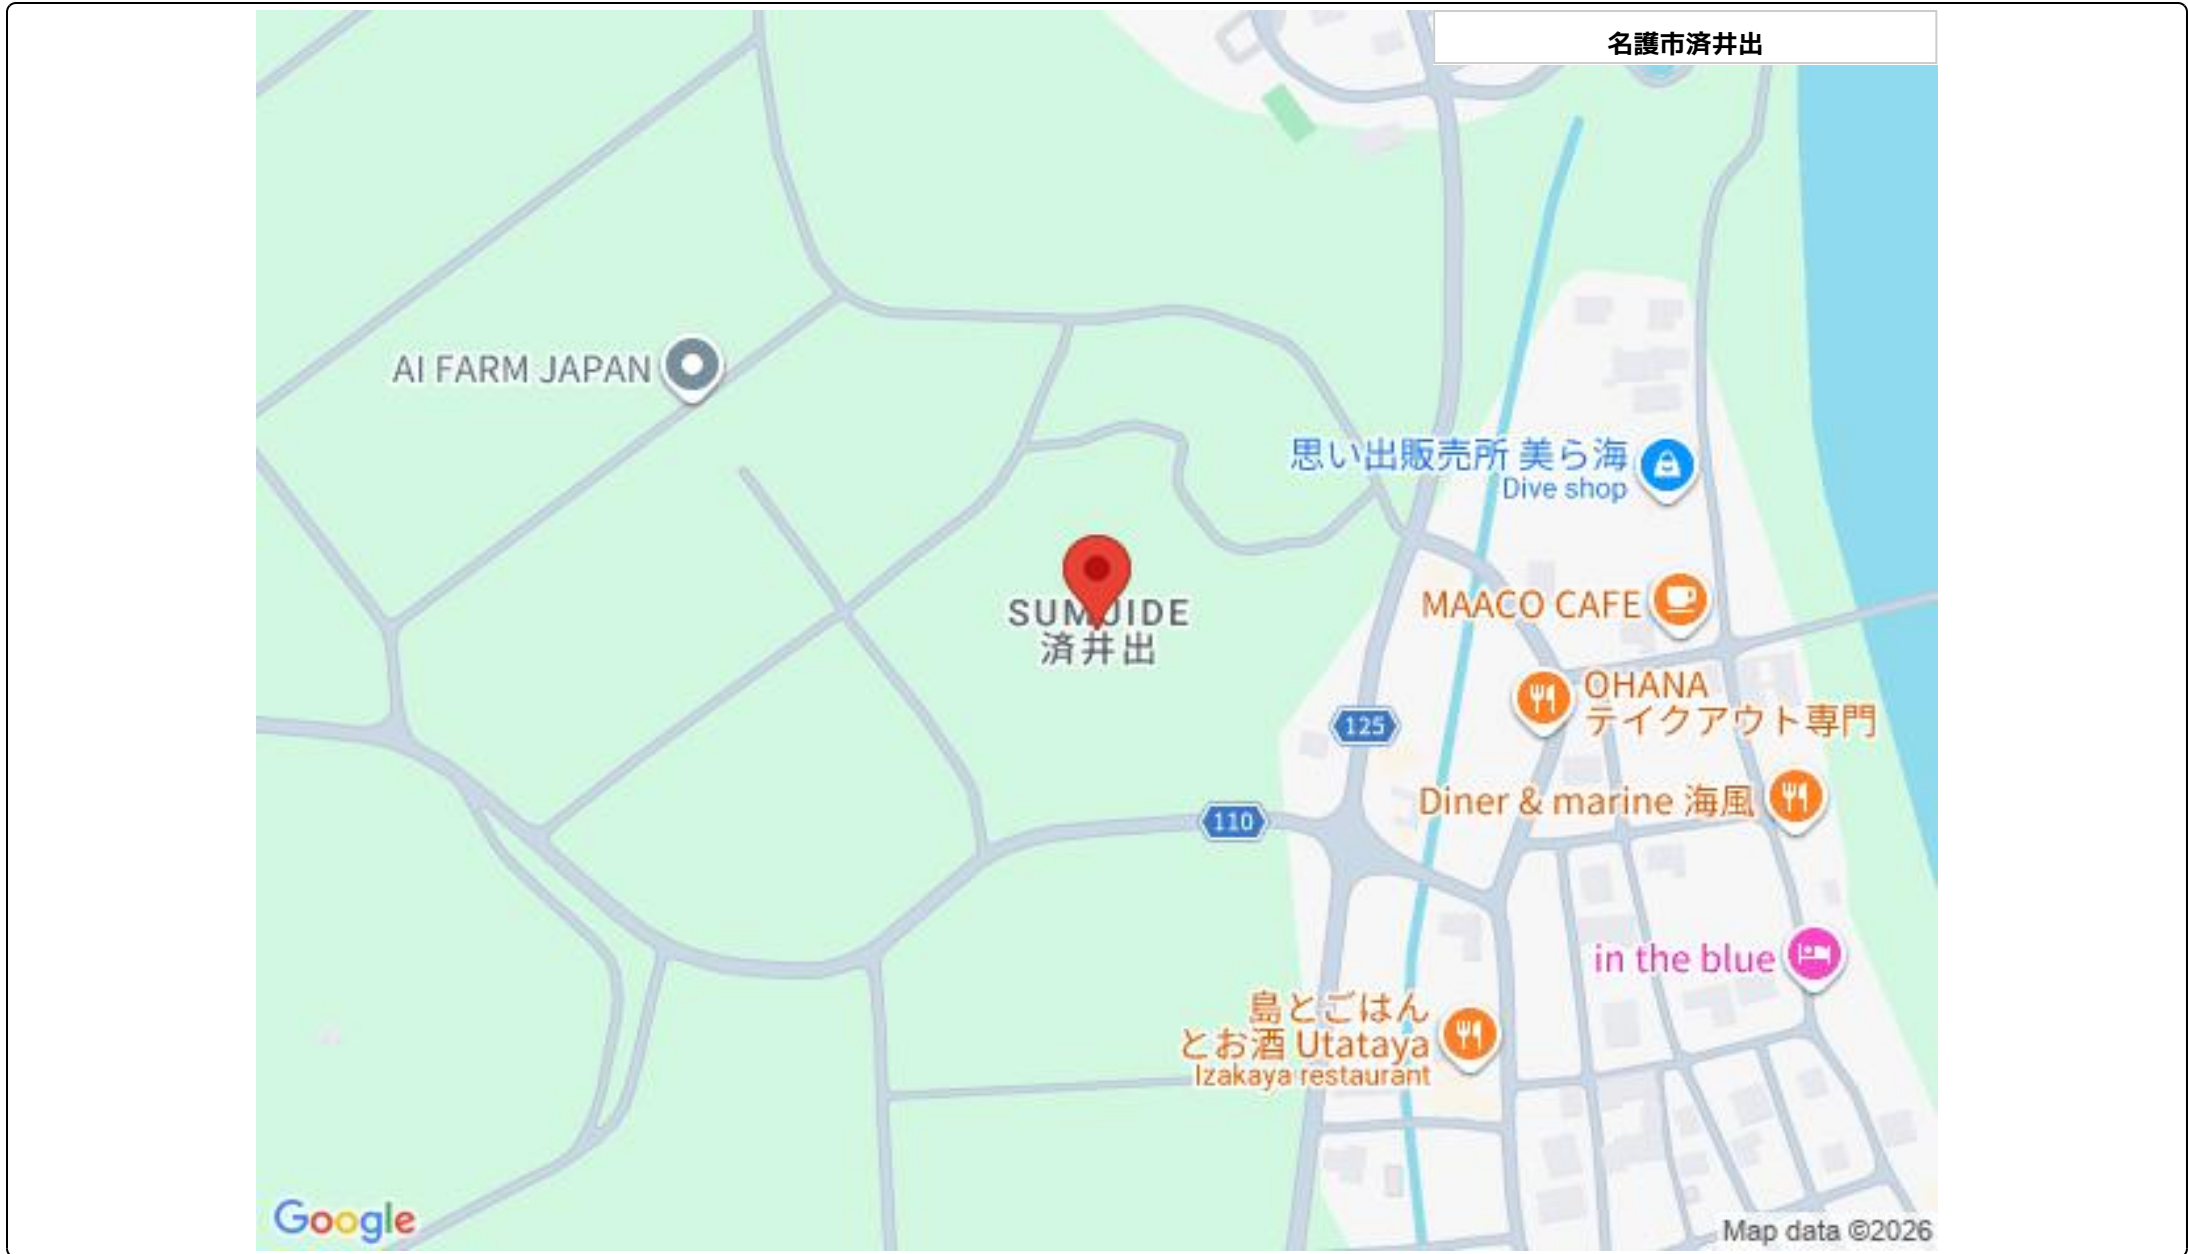 名護市済井出
AI FARM JAPAN
思い出販売所 美ら海
Dive shop
SUMUIDE
済井出
MAACO CAFE
OHANA
テイクアウト専門
125
Diner & marine 海風
110
in the blue
島とごはん
とお酒 Utataya
Izakaya restaurant
Google
Map data ©2026